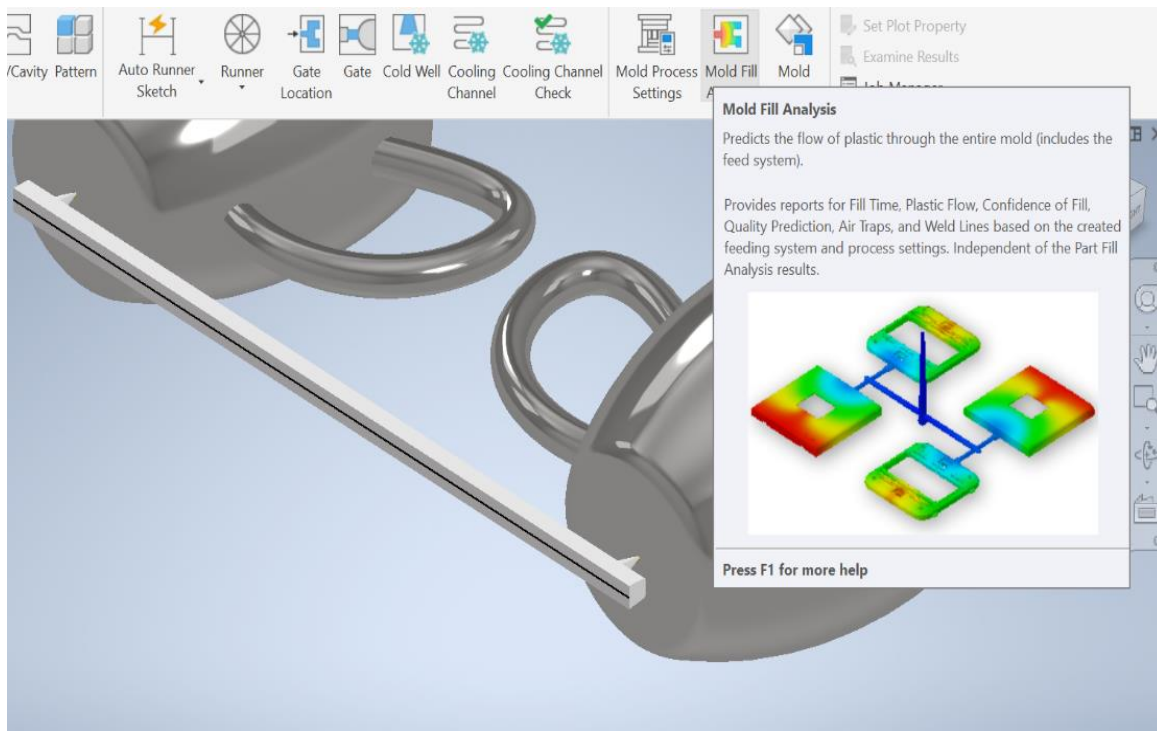 /Cavity Pattern Auto Runner Runner Gate Gate Cold Well Cooling Cooling Channel Mold Process Mold Fill Mold
Sketch Location Channel Check Settings
Set Plot Property
Examine Results
Mold Fill Analysis
Predicts the flow of plastic through the entire mold (includes the
feed system).
Provides reports for Fill Time, Plastic Flow, Confidence of Fill,
Quality Prediction, Air Traps, and Weld Lines based on the created
feeding system and process settings. Independent of the Part Fill
Analysis results.
Press F1 for more help